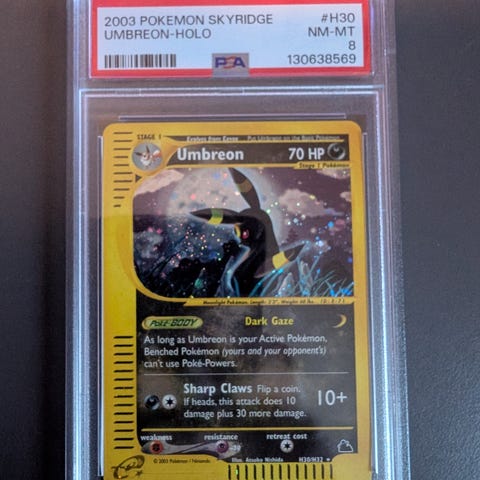 2003 POKEMON SKYRIDGE #H30
UMBREON-HOLO NM-MT
8
PSA 130638569
STAGE 1 Evolves from Eevee Put Umbreon on the Basic Pokémon
Umbreon 70 HP
Stage 1 Pokémon
Moonlight Pokémon. Length: 3'3", Weight: 60 lbs.
Poké-BODY Dark Gaze
As long as Umbreon is your Active Pokémon,
Benched Pokémon (yours and your opponent's)
can't use Poké-Powers.
Sharp Claws Flip a coin.
If heads, this attack does 10
damage plus 30 more damage.
10+
weakness resistance retreat cost
-30
Illus. Atsuko Nishida
© 2003 Pokémon / Nintendo H30/H32